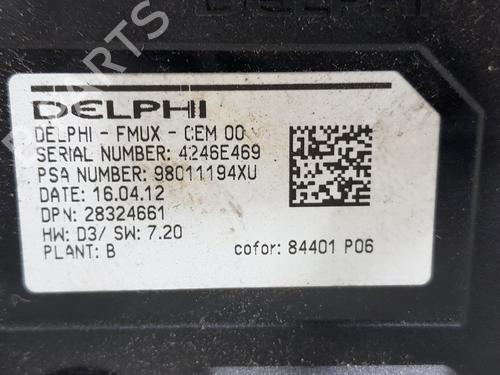 DELPHI
DELPHI
DELPHI - FMUX - CEM 00
SERIAL NUMBER: 4246E469
PSA NUMBER: 98011194XU
DATE: 16.04.12
DPN: 28324661
HW: D3/ SW: 7.20
PLANT: B
cofor: 84401 P06